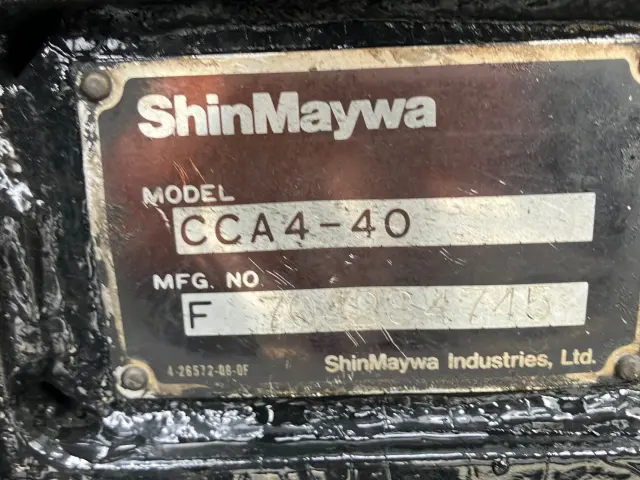 ShinMaywa
MODEL
CCA4-40
MFG. NO
F
4-26572-08-0F
ShinMaywa Industries, Ltd.